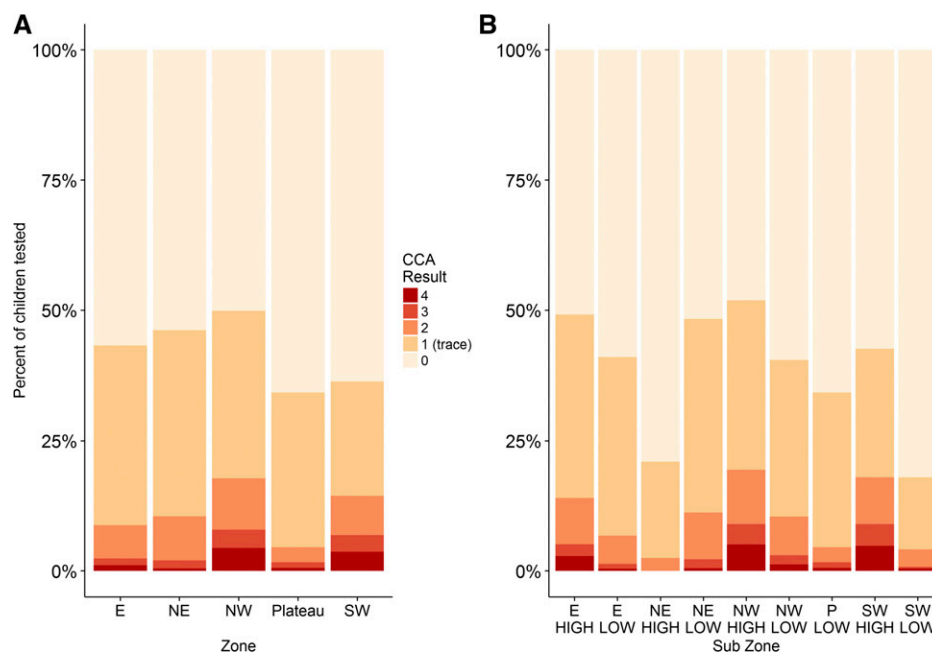 A
100%
75%
50%
25%
0%
Percent of children tested
E NE NW Plateau SW
Zone
CCA
Result
4
3
2
1 (trace)
0
B
100%
75%
50%
25%
0%
E E NE NE NW NW P SW SW
HIGH LOW HIGH LOW HIGH LOW LOW HIGH LOW
Sub Zone